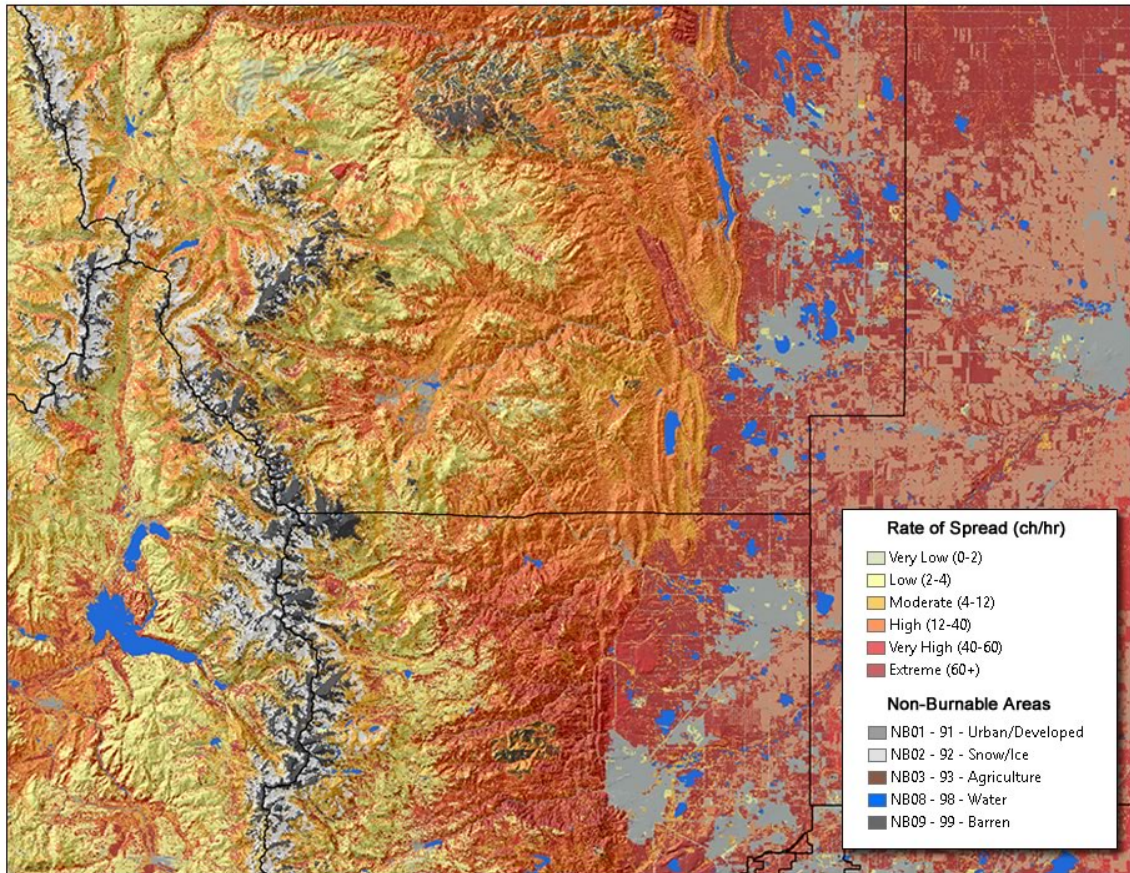 Rate of Spread (ch/hr)
Very Low (0-2)
Low (2-4)
Moderate (4-12)
High (12-40)
Very High (40-60)
Extreme (60+)
Non-Burnable Areas
NB01 - 91 - Urban/Developed
NB02 - 92 - Snow/Ice
NB03 - 93 - Agriculture
NB08 - 98 - Water
NB09 - 99 - Barren